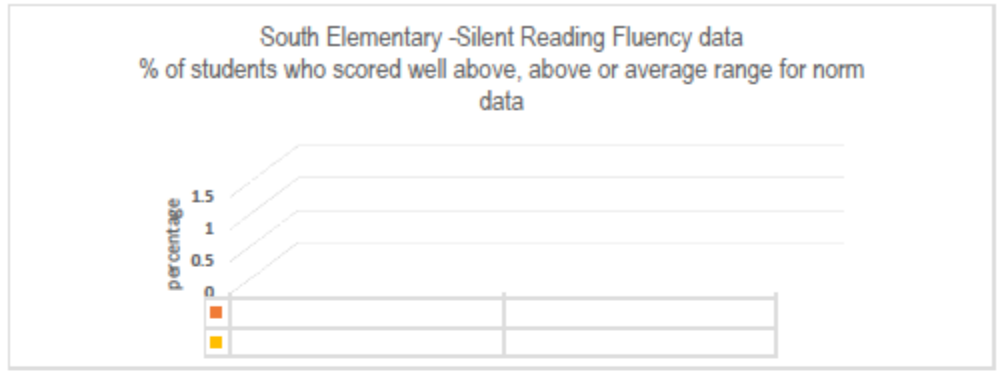 South Elementary -Silent Reading Fluency data
% of students who scored well above, above or average range for norm
data
percentage
1.5
1
0.5
0